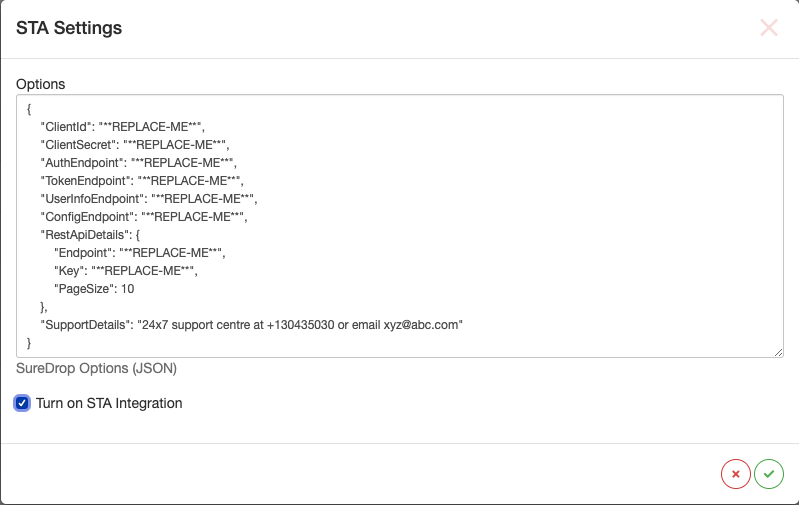 STA Settings
Options
{
"ClientId": "**REPLACE-ME**",
"ClientSecret": "**REPLACE-ME**",
"AuthEndpoint": "**REPLACE-ME**",
"TokenEndpoint": "**REPLACE-ME**",
"UserInfoEndpoint": "**REPLACE-ME**",
"ConfigEndpoint": "**REPLACE-ME**",
"RestApiDetails": {
"Endpoint": "**REPLACE-ME**",
"Key": "**REPLACE-ME**",
"PageSize": 10
},
"SupportDetails": "24x7 support centre at +130435030 or email xyz@abc.com"
}
SureDrop Options (JSON)
Turn on STA Integration